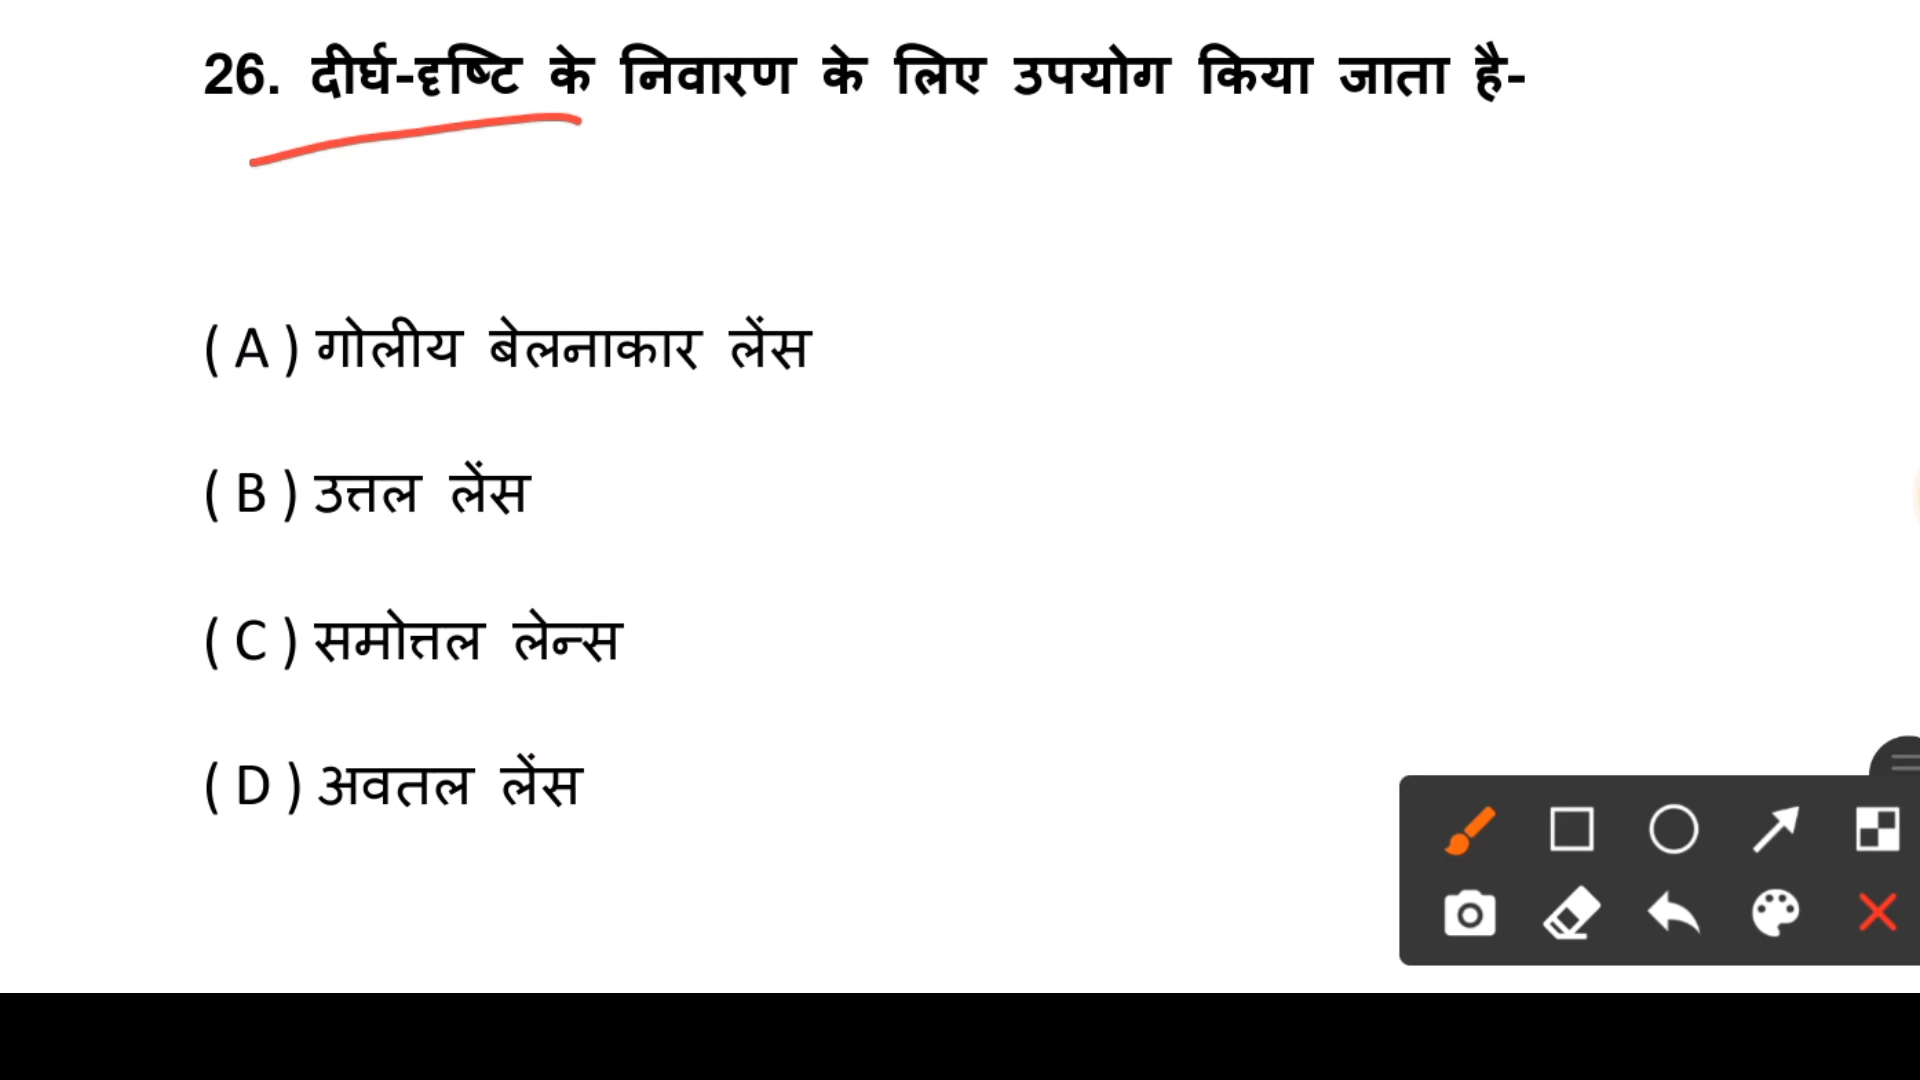 26. दीर्घ-दृष्टि के निवारण के लिए उपयोग किया जाता है-
( A ) गोलीय बेलनाकार लेंस
( B ) उत्तल लेंस
( C ) समोत्तल लेन्स
( D ) अवतल लेंस